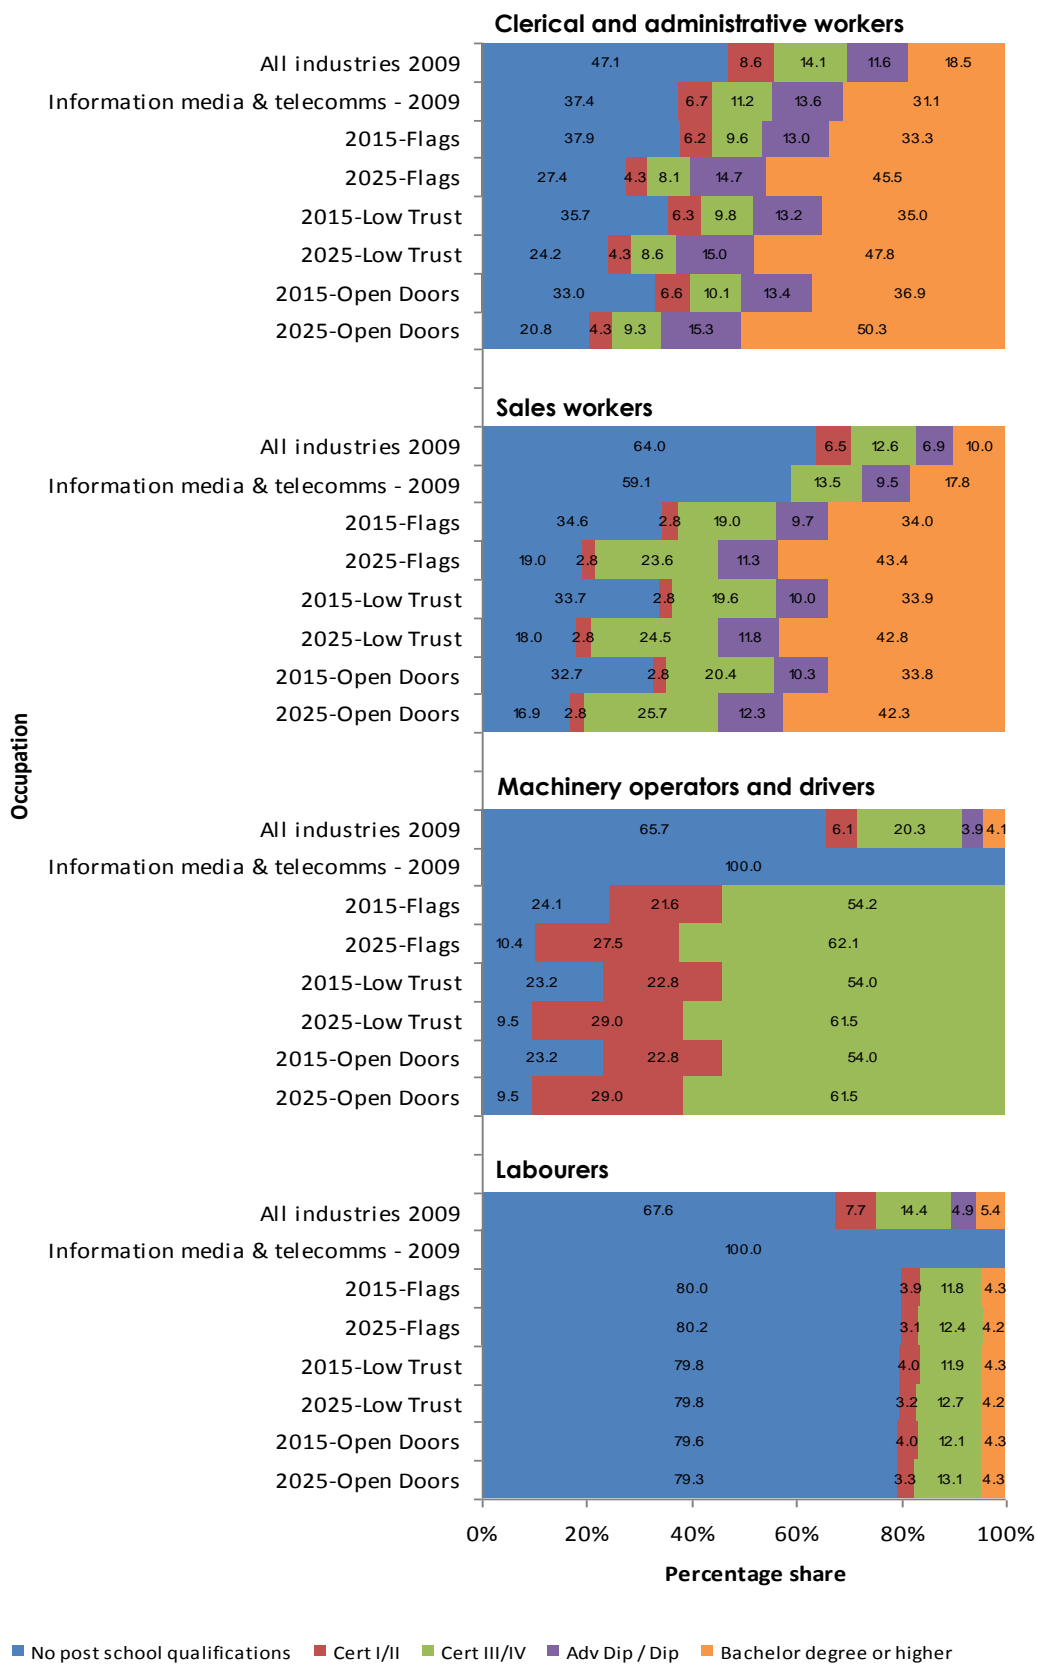 Clerical and administrative workers
All industries 2009 47.1 8.6 14.1 11.6 18.5
Information media & telecomms - 2009 37.4 6.7 11.2 13.6 31.1
2015-Flags 37.9 6.2 9.6 13.0 33.3
2025-Flags 27.4 4.3 8.1 14.7 45.5
2015-Low Trust 35.7 6.3 9.8 13.2 35.0
2025-Low Trust 24.2 4.3 8.6 15.0 47.8
2015-Open Doors 33.0 6.6 10.1 13.4 36.9
2025-Open Doors 20.8 4.3 9.3 15.3 50.3
Sales workers
All industries 2009 64.0 6.5 12.6 6.9 10.0
Information media & telecomms - 2009 59.1 13.5 9.5 17.8
2015-Flags 34.6 2.8 19.0 9.7 34.0
2025-Flags 19.0 2.8 23.6 11.3 43.4
2015-Low Trust 33.7 2.8 19.6 10.0 33.9
2025-Low Trust 18.0 2.8 24.5 11.8 42.8
2015-Open Doors 32.7 2.8 20.4 10.3 33.8
2025-Open Doors 16.9 2.8 25.7 12.3 42.3
Occupation
Machinery operators and drivers
All industries 2009 65.7 6.1 20.3 3.9 4.1
Information media & telecomms - 2009 100.0
2015-Flags 24.1 21.6 54.2
2025-Flags 10.4 27.5 62.1
2015-Low Trust 23.2 22.8 54.0
2025-Low Trust 9.5 29.0 61.5
2015-Open Doors 23.2 22.8 54.0
2025-Open Doors 9.5 29.0 61.5
Labourers
All industries 2009 67.6 7.7 14.4 4.9 5.4
Information media & telecomms - 2009 100.0
2015-Flags 80.0 3.9 11.8 4.3
2025-Flags 80.2 3.1 12.4 4.2
2015-Low Trust 79.8 4.0 11.9 4.3
2025-Low Trust 79.8 3.2 12.7 4.2
2015-Open Doors 79.6 4.0 12.1 4.3
2025-Open Doors 79.3 3.3 13.1 4.3
0% 20% 40% 60% 80% 100%
Percentage share
No post school qualifications Cert I/II Cert III/IV Adv Dip / Dip Bachelor degree or higher